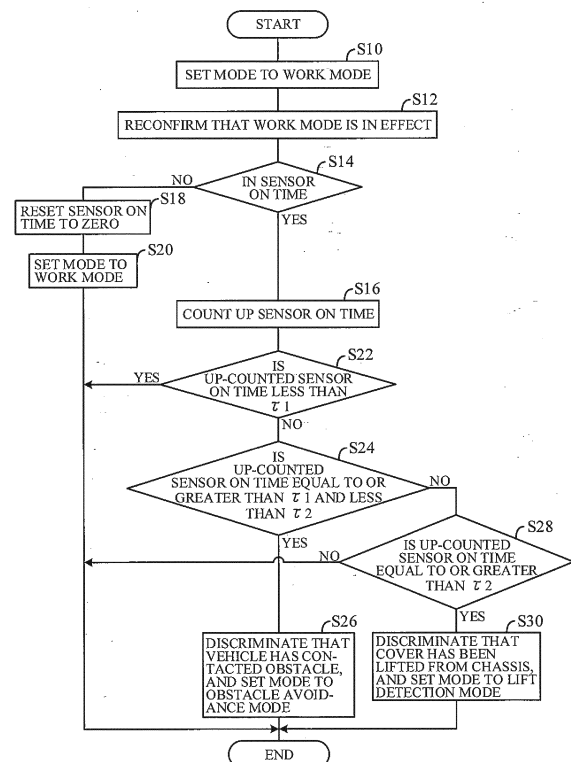 START
S10
SET MODE TO WORK MODE
S12
RECONFIRM THAT WORK MODE IS IN EFFECT
S14
IN SENSOR
ON TIME
NO
YES
S18
RESET SENSOR ON
TIME TO ZERO
S20
SET MODE TO
WORK MODE
S16
COUNT UP SENSOR ON TIME
S22
IS
UP-COUNTED SENSOR
ON TIME LESS THAN
τ 1
YES
NO
S24
IS
UP-COUNTED
SENSOR ON TIME EQUAL TO OR
GREATER THAN τ 1 AND LESS
THAN τ 2
NO
YES
S28
IS UP-COUNTED
SENSOR ON TIME
EQUAL TO OR GREATER
THAN τ 2
NO
YES
S26
DISCRIMINATE THAT
VEHICLE HAS CON-
TACTED OBSTACLE,
AND SET MODE TO
OBSTACLE AVOID-
ANCE MODE
S30
DISCRIMINATE THAT
COVER HAS BEEN
LIFTED FROM CHASSIS,
AND SET MODE TO LIFT
DETECTION MODE
END